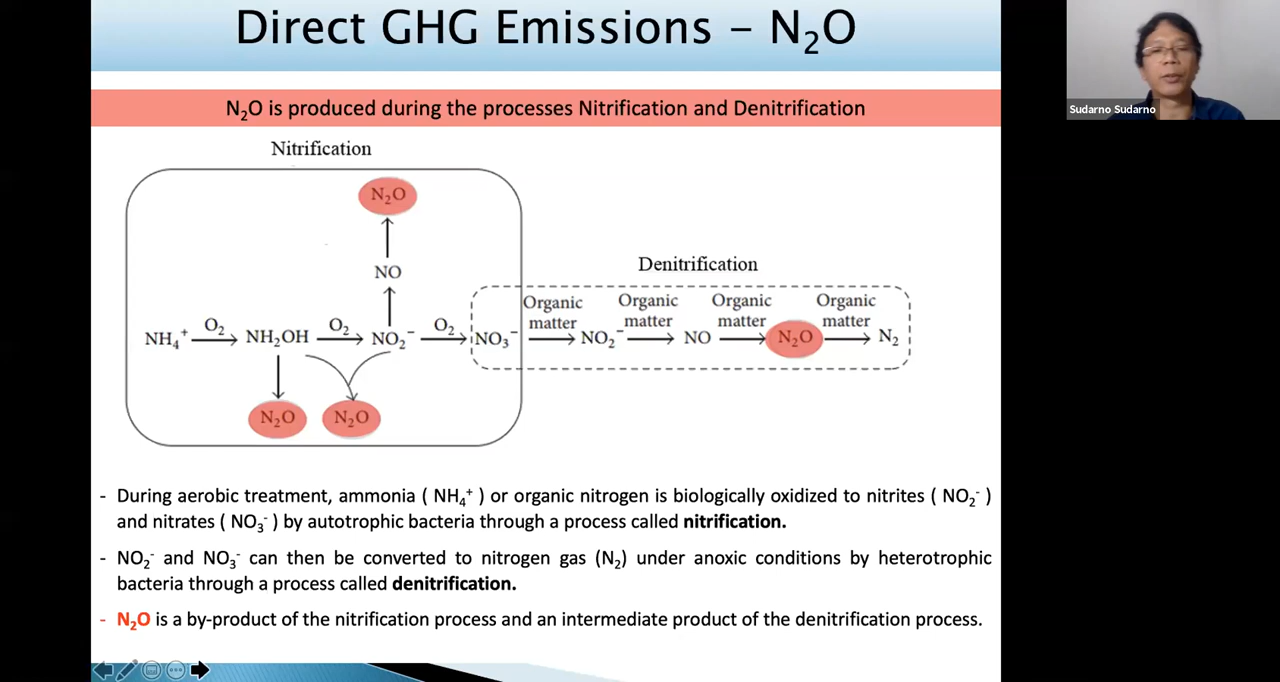 Direct GHG Emissions – N₂O
Sudarno Sudarno
N₂O is produced during the processes Nitrification and Denitrification
Nitrification
N₂O
NO
Denitrification
Organic matter
Organic matter
Organic matter
Organic matter
NH₄⁺ O₂ NH₂OH O₂ NO₂⁻ O₂ NO₃⁻ NO₂⁻ NO N₂O N₂
N₂O N₂O
- During aerobic treatment, ammonia ( NH₄⁺ ) or organic nitrogen is biologically oxidized to nitrites ( NO₂⁻ )
and nitrates ( NO₃⁻ ) by autotrophic bacteria through a process called nitrification.
- NO₂⁻ and NO₃⁻ can then be converted to nitrogen gas (N₂) under anoxic conditions by heterotrophic
bacteria through a process called denitrification.
- N₂O is a by-product of the nitrification process and an intermediate product of the denitrification process.